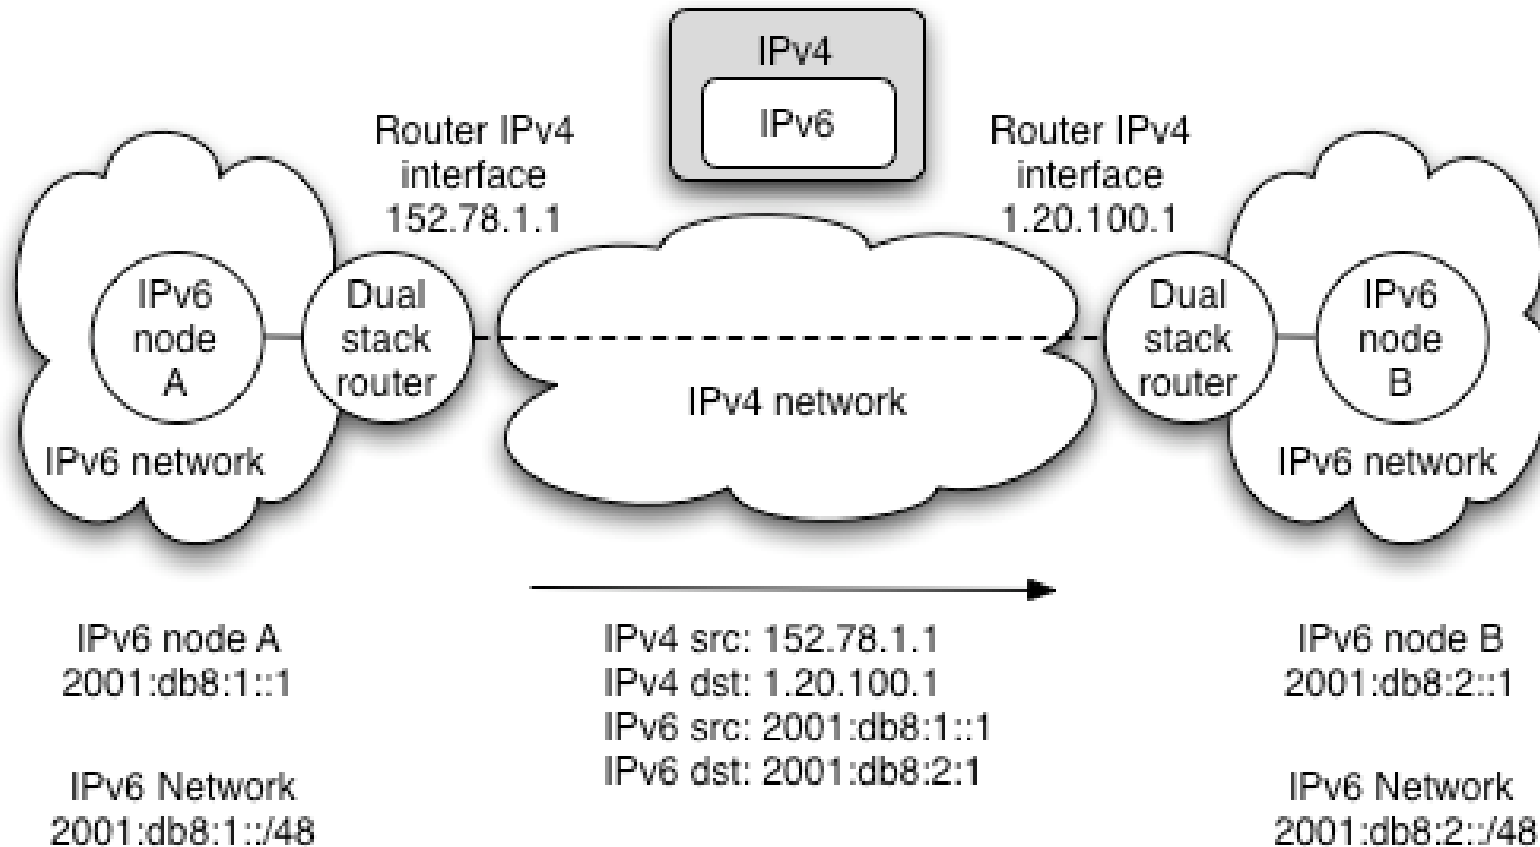 IPv4
IPv6
Router IPv4
interface
152.78.1.1
Router IPv4
interface
1.20.100.1
IPv6
node
A
Dual
stack
router
IPv4 network
Dual
stack
router
IPv6
node
B
IPv6 network
IPv6 network
IPv6 node A
2001:db8:1::1
IPv6 Network
2001:db8:1::/48
IPv4 src: 152.78.1.1
IPv4 dst: 1.20.100.1
IPv6 src: 2001:db8:1::1
IPv6 dst: 2001:db8:2:1
IPv6 node B
2001:db8:2::1
IPv6 Network
2001:db8:2::/48